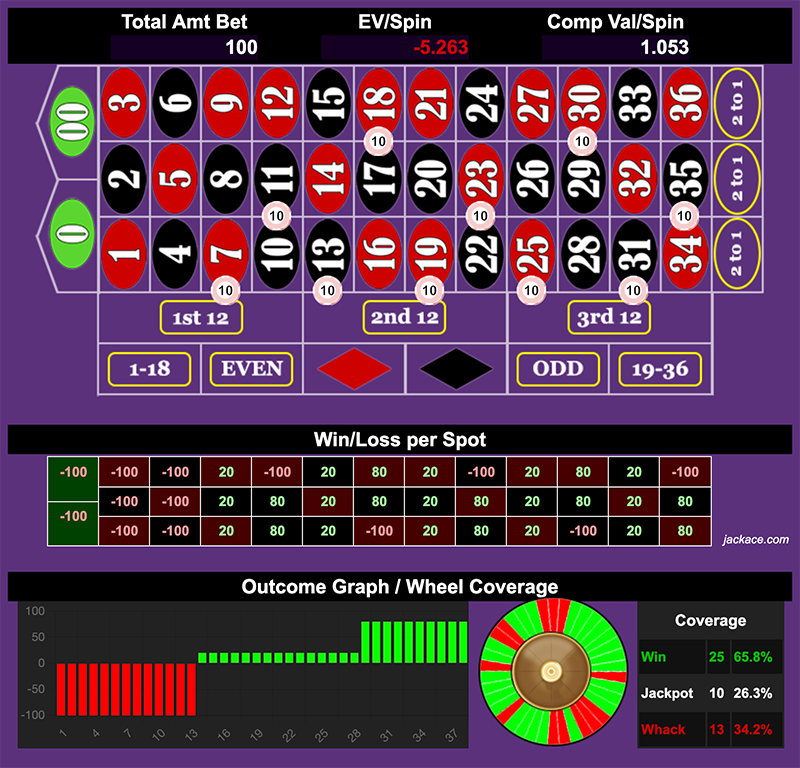 Total Amt Bet EV/Spin Comp Val/Spin
100 -5.263 1.053
00 3 6 9 12 15 18 21 24 27 30 33 36 2 to 1
10 10
2 5 8 11 14 17 20 23 26 29 32 35 2 to 1
10 10 10
0 1 4 7 10 13 16 19 22 25 28 31 34 2 to 1
10 10 10 10 10
1st 12 2nd 12 3rd 12
1-18 EVEN ODD 19-36
Win/Loss per Spot
-100 -100 -100 20 -100 20 80 20 -100 20 80 20 -100
-100 -100 20 80 20 80 20 80 20 80 20 80
-100 -100 -100 20 80 20 -100 20 80 20 -100 20 80
jackace.com
Outcome Graph / Wheel Coverage
100
50
0
-50
-100
1 4 7 10 13 16 19 22 25 28 31 34 37
Coverage
Win 25 65.8%
Jackpot 10 26.3%
Whack 13 34.2%